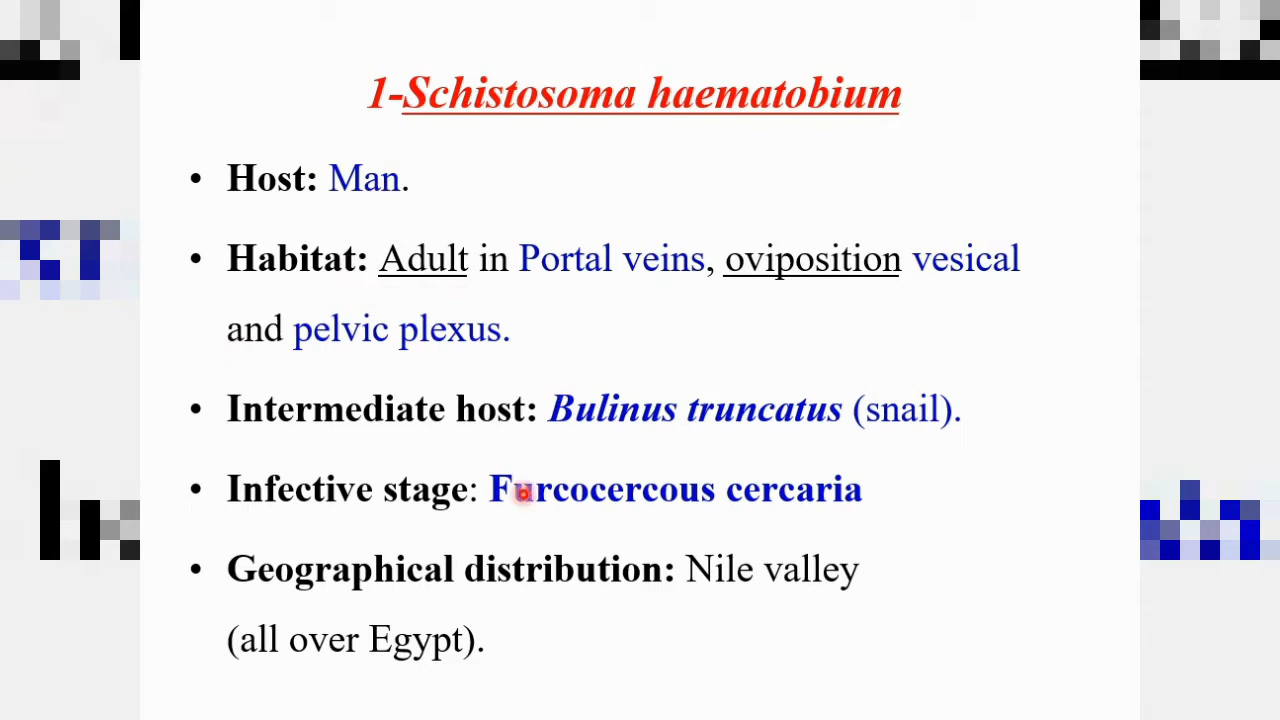 1-Schistosoma haematobium
• Host: Man.
• Habitat: Adult in Portal veins, oviposition vesical
and pelvic plexus.
• Intermediate host: Bulinus truncatus (snail).
• Infective stage: Furcocercous cercaria
• Geographical distribution: Nile valley
(all over Egypt).